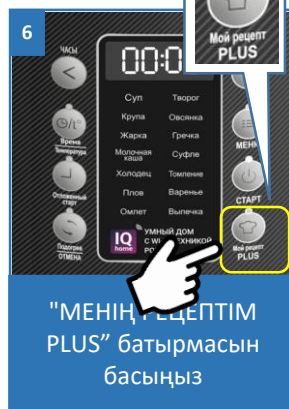 6
Мой рецепт
PLUS
ЧАСЫ
00:0
Суп Творог
Крупа Овсянка
Жарка Гречка
Молочная каша Суфле
Холодец Томление
Плов Варенье
Омлет Выпечка
Время
Температура
Отложенный
старт
Подогрев
ОТМЕНА
МЕНЮ
СТАРТ
IQ
home
УМНЫЙ ДОМ
С ТЕХНИКОЙ
Мой рецепт
PLUS
"МЕНІҢ РЕЦЕПТІМ
PLUS” батырмасын
басыңыз